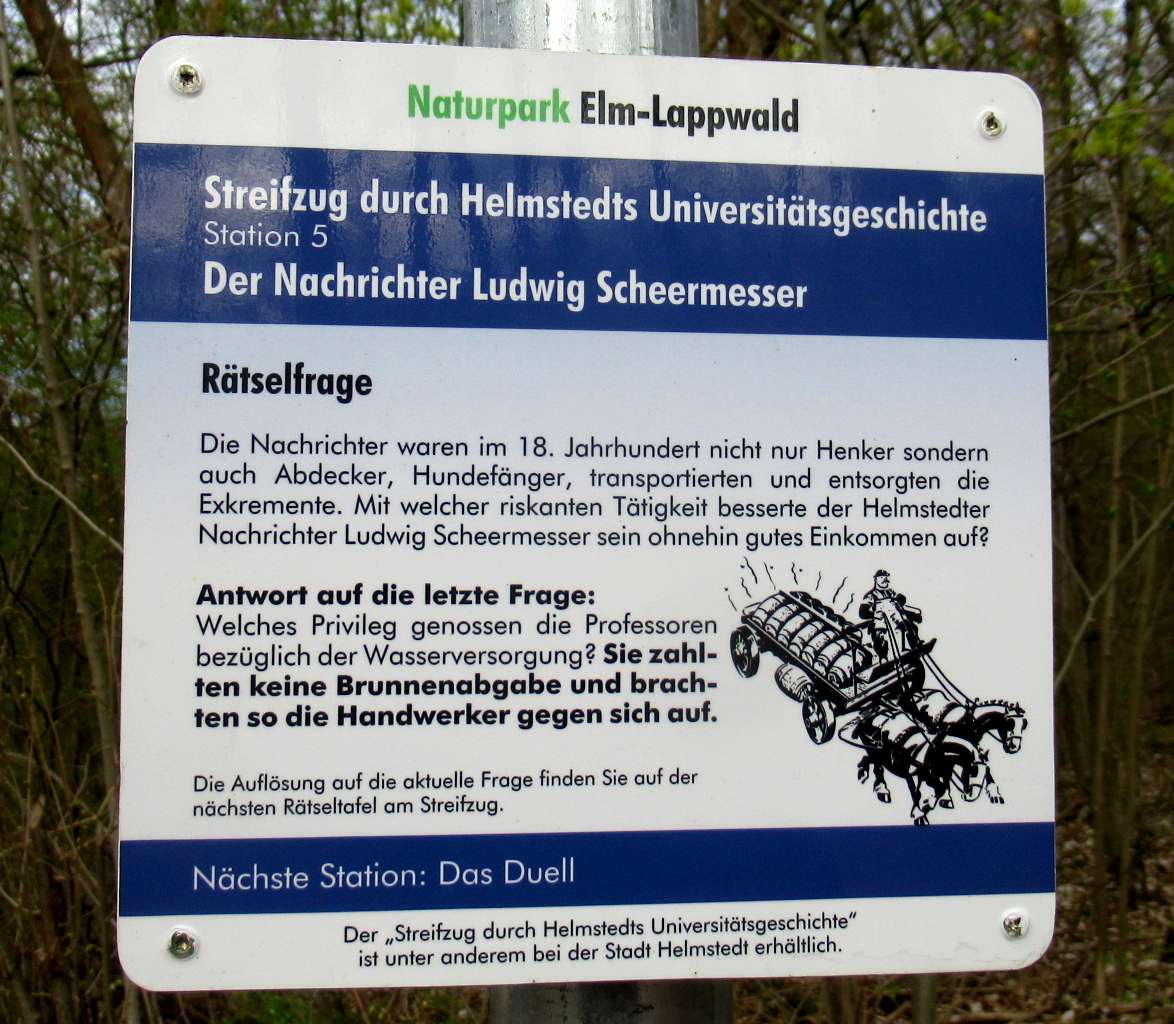 Naturpark Elm-Lappwald
Streifzug durch Helmstedts Universitätsgeschichte
Station 5
Der Nachrichter Ludwig Scheermesser
Rätselfrage
Die Nachrichter waren im 18. Jahrhundert nicht nur Henker sondern
auch Abdecker, Hundefänger, transportierten und entsorgten die
Exkremente. Mit welcher riskanten Tätigkeit besserte der Helmstedter
Nachrichter Ludwig Scheermesser sein ohnehin gutes Einkommen auf?
Antwort auf die letzte Frage:
Welches Privileg genossen die Professoren
bezüglich der Wasserversorgung? Sie zahl-
ten keine Brunnenabgabe und brach-
ten so die Handwerker gegen sich auf.
Die Auflösung auf die aktuelle Frage finden Sie auf der
nächsten Rätseltafel am Streifzug.
Nächste Station: Das Duell
Der „Streifzug durch Helmstedts Universitätsgeschichte“
ist unter anderem bei der Stadt Helmstedt erhältlich.